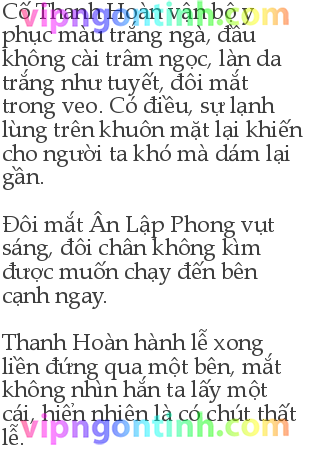 vipngontinh.com
Cố Thanh Hoàn vận bộ y
phục màu trắng ngà, đầu
không cài trâm ngọc, làn da
trắng như tuyết, đôi mắt
trong veo. Có điều, sự lạnh
lùng trên khuôn mặt lại khiến
cho người ta khó mà dám lại
gần.
Đôi mắt Ân Lập Phong vụt
sáng, đôi chân không kìm
được muốn chạy đến bên
cạnh ngay.
Thanh Hoàn hành lễ xong
liền đứng qua một bên, mắt
không nhìn hắn ta lấy một
cái, hiển nhiên là có chút thất
lễ.
vipngontinh.com